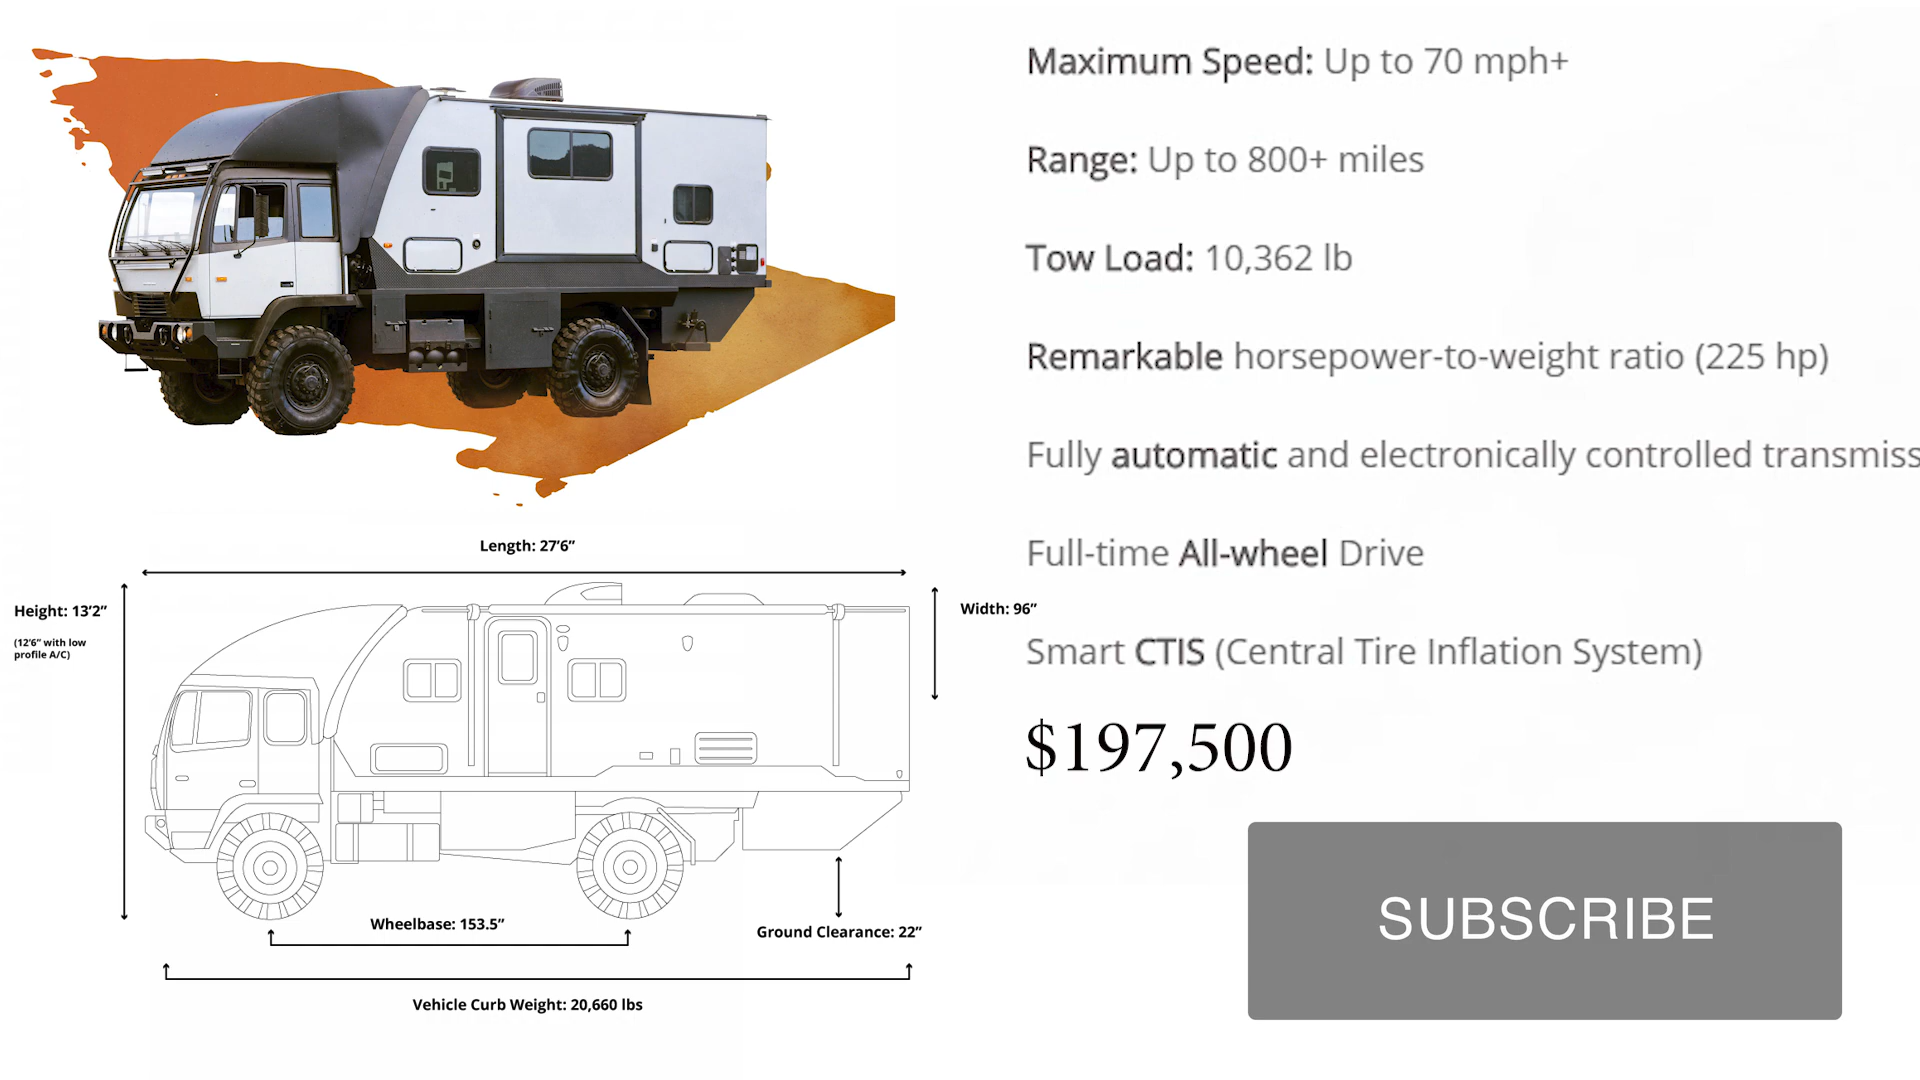 Maximum Speed: Up to 70 mph+
Range: Up to 800+ miles
Tow Load: 10,362 lb
Remarkable horsepower-to-weight ratio (225 hp)
Fully automatic and electronically controlled transmiss
Full-time All-wheel Drive
Smart CTIS (Central Tire Inflation System)
$197,500
SUBSCRIBE
Length: 27'6”
Height: 13'2”
(12'6” with low
profile A/C)
Width: 96”
Wheelbase: 153.5”
Ground Clearance: 22”
Vehicle Curb Weight: 20,660 lbs